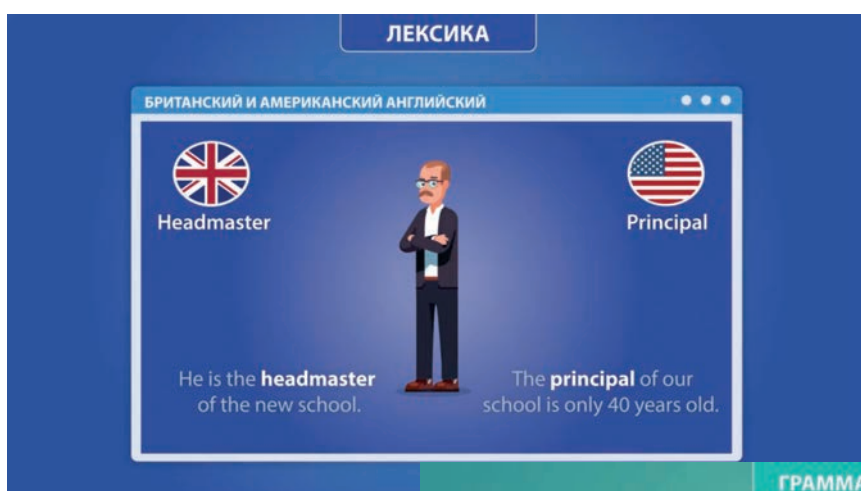 ЛЕКСИКА
БРИТАНСКИЙ И АМЕРИКАНСКИЙ АНГЛИЙСКИЙ
Headmaster
Principal
He is the headmaster
of the new school.
The principal of our
school is only 40 years old.
ГРАММА